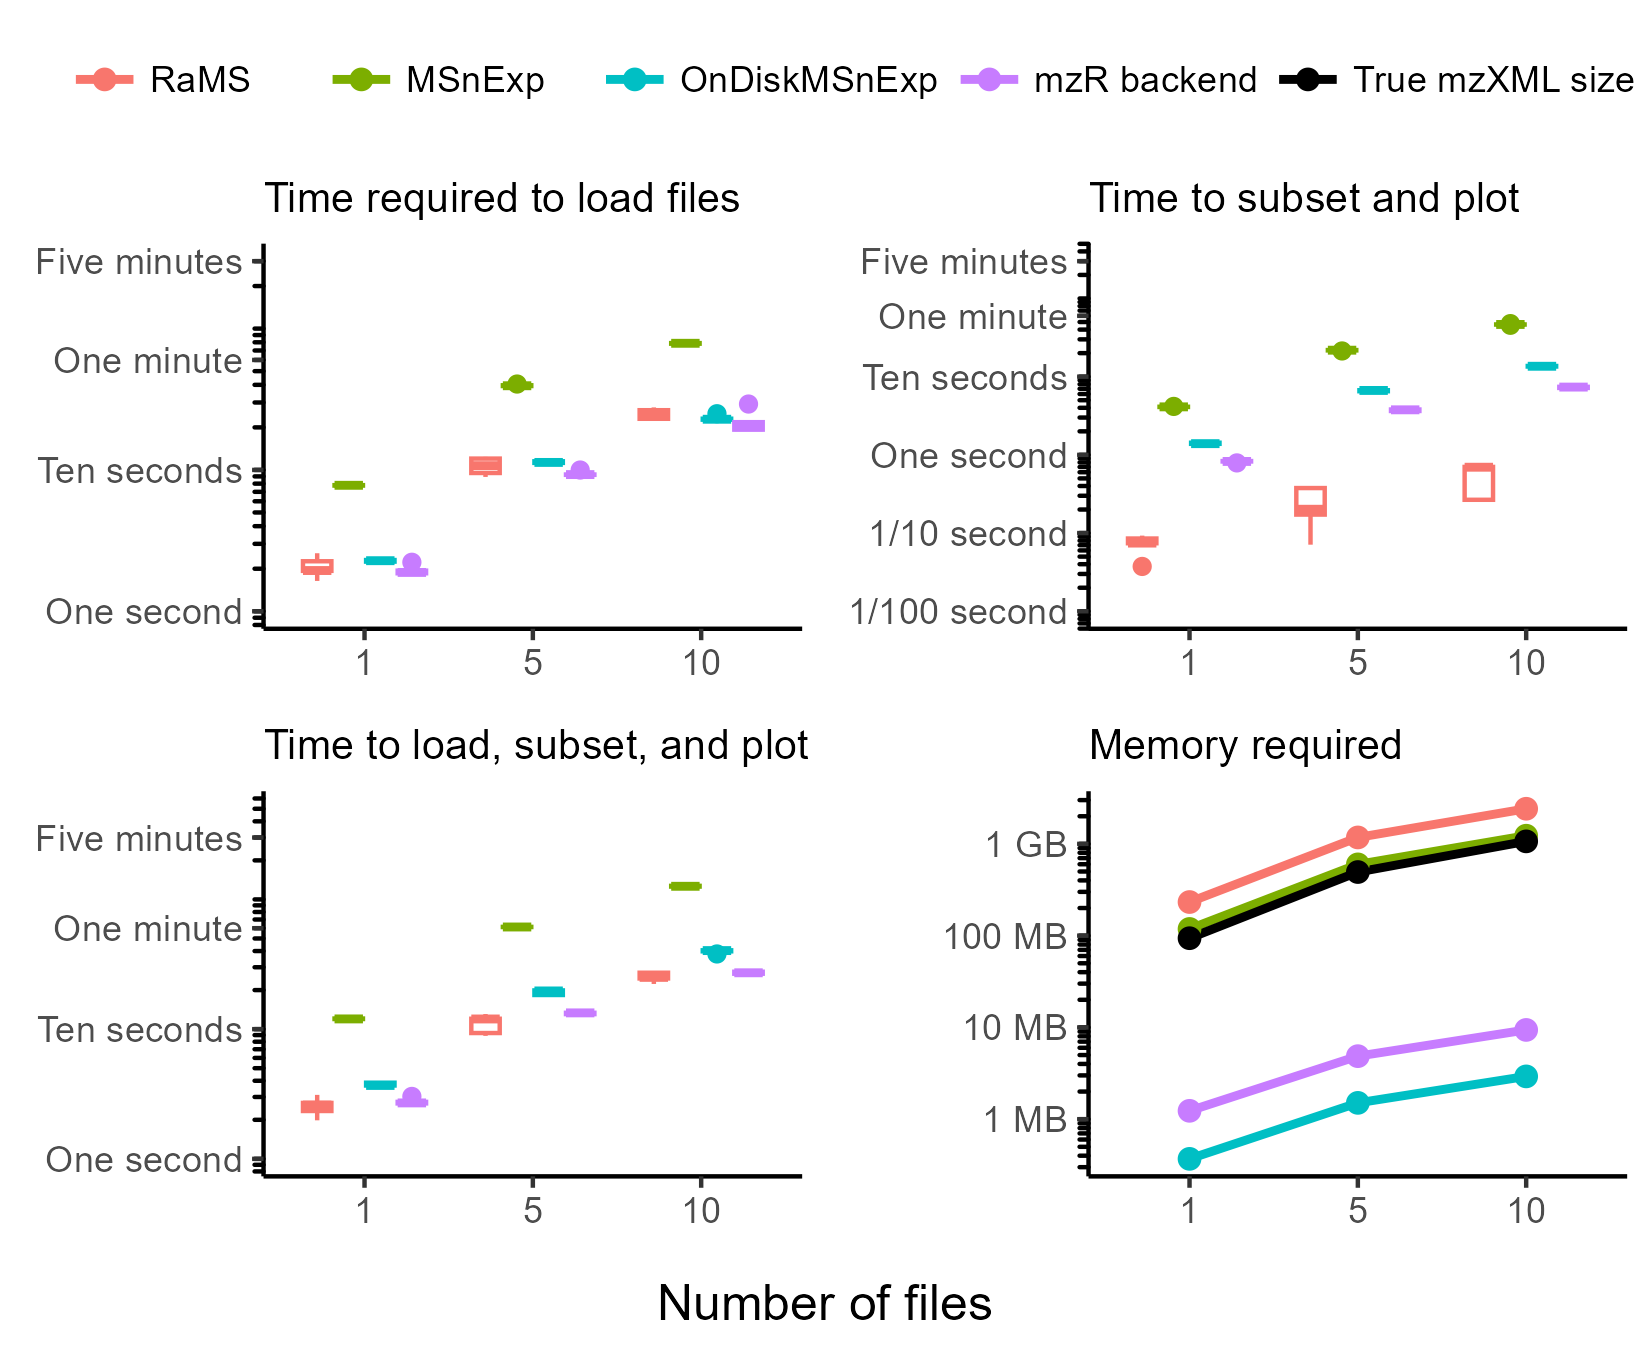 RaMS MSnExp OnDiskMSnExp mzR backend True mzXML size
Time required to load files
Five minutes
One minute
Ten seconds
One second
1 5 10
Time to subset and plot
Five minutes
One minute
Ten seconds
One second
1/10 second
1/100 second
1 5 10
Time to load, subset, and plot
Five minutes
One minute
Ten seconds
One second
1 5 10
Memory required
1 GB
100 MB
10 MB
1 MB
1 5 10
Number of files